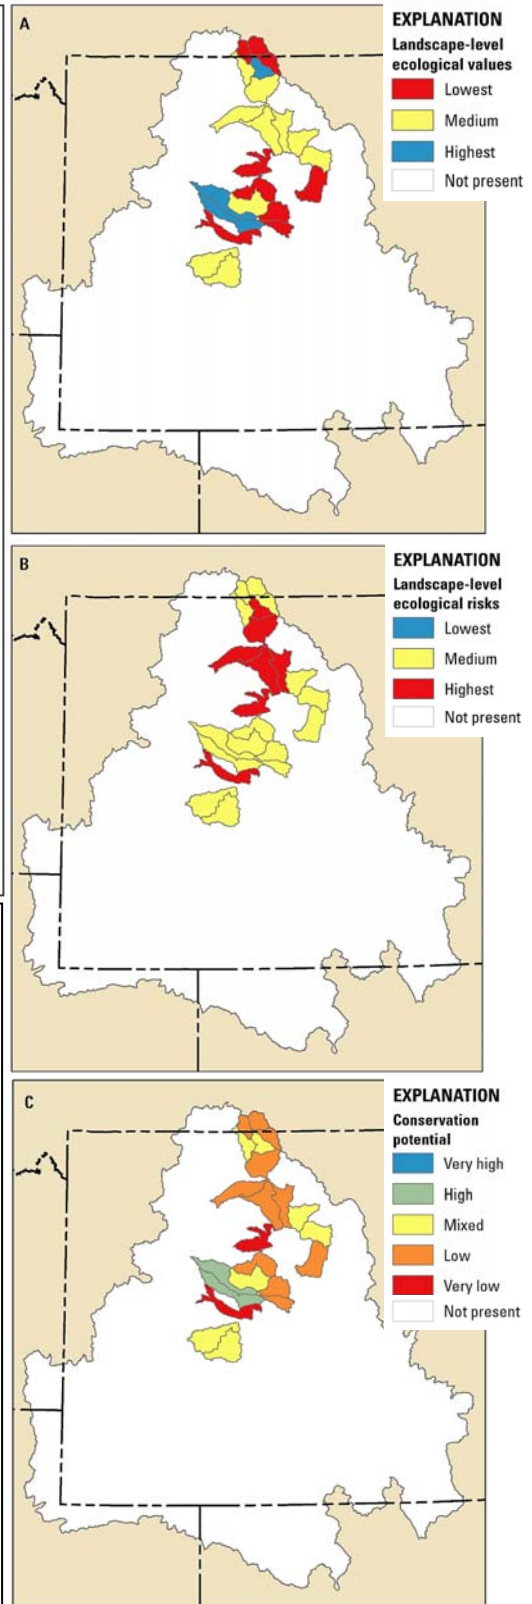 A
EXPLANATION
Landscape-level
ecological values
Lowest
Medium
Highest
Not present
B
EXPLANATION
Landscape-level
ecological risks
Lowest
Medium
Highest
Not present
C
EXPLANATION
Conservation
potential
Very high
High
Mixed
Low
Very low
Not present